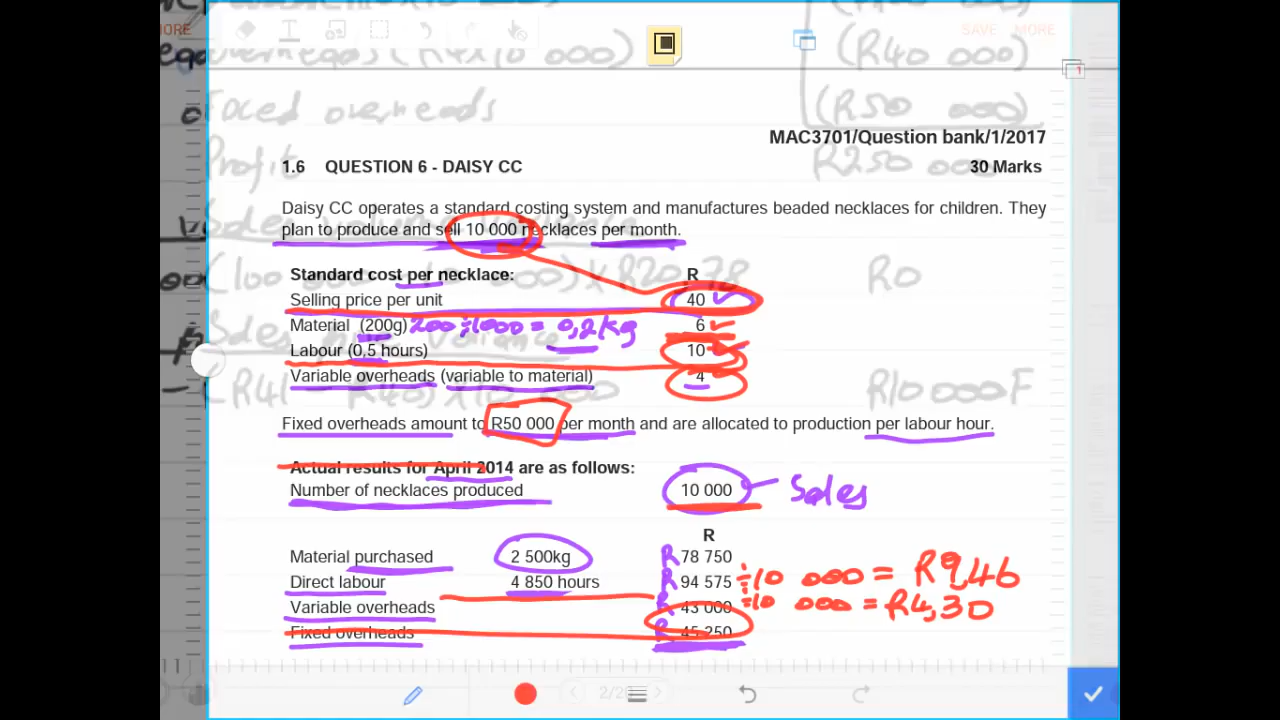 MORE
SAVE MORE
(R4x10 000)
(R40 000)
Fixed overheads
(R50 000)
MAC3701/Question bank/1/2017
Profit
R250 000
1.6 QUESTION 6 - DAISY CC 30 Marks
Daisy CC operates a standard costing system and manufactures beaded necklaces for children. They
plan to produce and sell 10 000 necklaces per month.
Standard cost per necklace: R
R0
Selling price per unit 40
Material (200g) 200÷1000 = 0,2kg 6
Labour (0,5 hours) 10
Variable overheads (variable to material) 4
R10 000F
Fixed overheads amount to R50 000 per month and are allocated to production per labour hour.
Actual results for April 2014 are as follows:
Number of necklaces produced 10 000 Sales
R
Material purchased 2 500kg R 78 750
Direct labour 4 850 hours R 94 575 ÷10 000 = R9,46
Variable overheads R 43 000 ÷10 000 = R4,30
Fixed overheads R 45 250